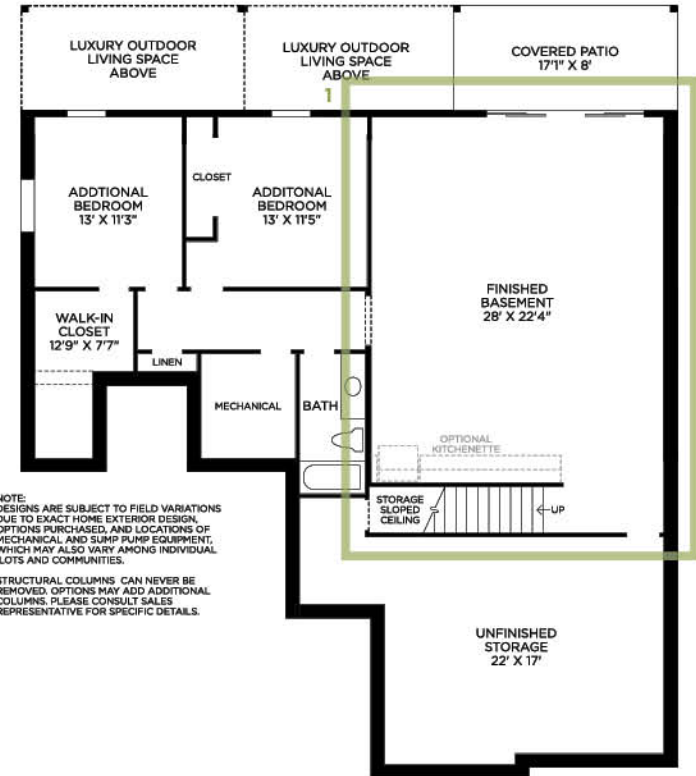 LUXURY OUTDOOR
LIVING SPACE
ABOVE
LUXURY OUTDOOR
LIVING SPACE
ABOVE
COVERED PATIO
17'1" X 8'
1
ADDTIONAL
BEDROOM
13' X 11'3"
CLOSET
ADDITONAL
BEDROOM
13' X 11'5"
FINISHED
BASEMENT
28' X 22'4"
WALK-IN
CLOSET
12'9" X 7'7"
LINEN
MECHANICAL
BATH
OPTIONAL
KITCHENETTE
STORAGE
SLOPED
CEILING
UP
NOTE:
DESIGNS ARE SUBJECT TO FIELD VARIATIONS
DUE TO EXACT HOME EXTERIOR DESIGN,
OPTIONS PURCHASED, AND LOCATIONS OF
MECHANICAL AND SUMP PUMP EQUIPMENT,
WHICH MAY ALSO VARY AMONG INDIVIDUAL
LOTS AND COMMUNITIES.
STRUCTURAL COLUMNS CAN NEVER BE
REMOVED. OPTIONS MAY ADD ADDITIONAL
COLUMNS. PLEASE CONSULT SALES
REPRESENTATIVE FOR SPECIFIC DETAILS.
UNFINISHED
STORAGE
22' X 17'